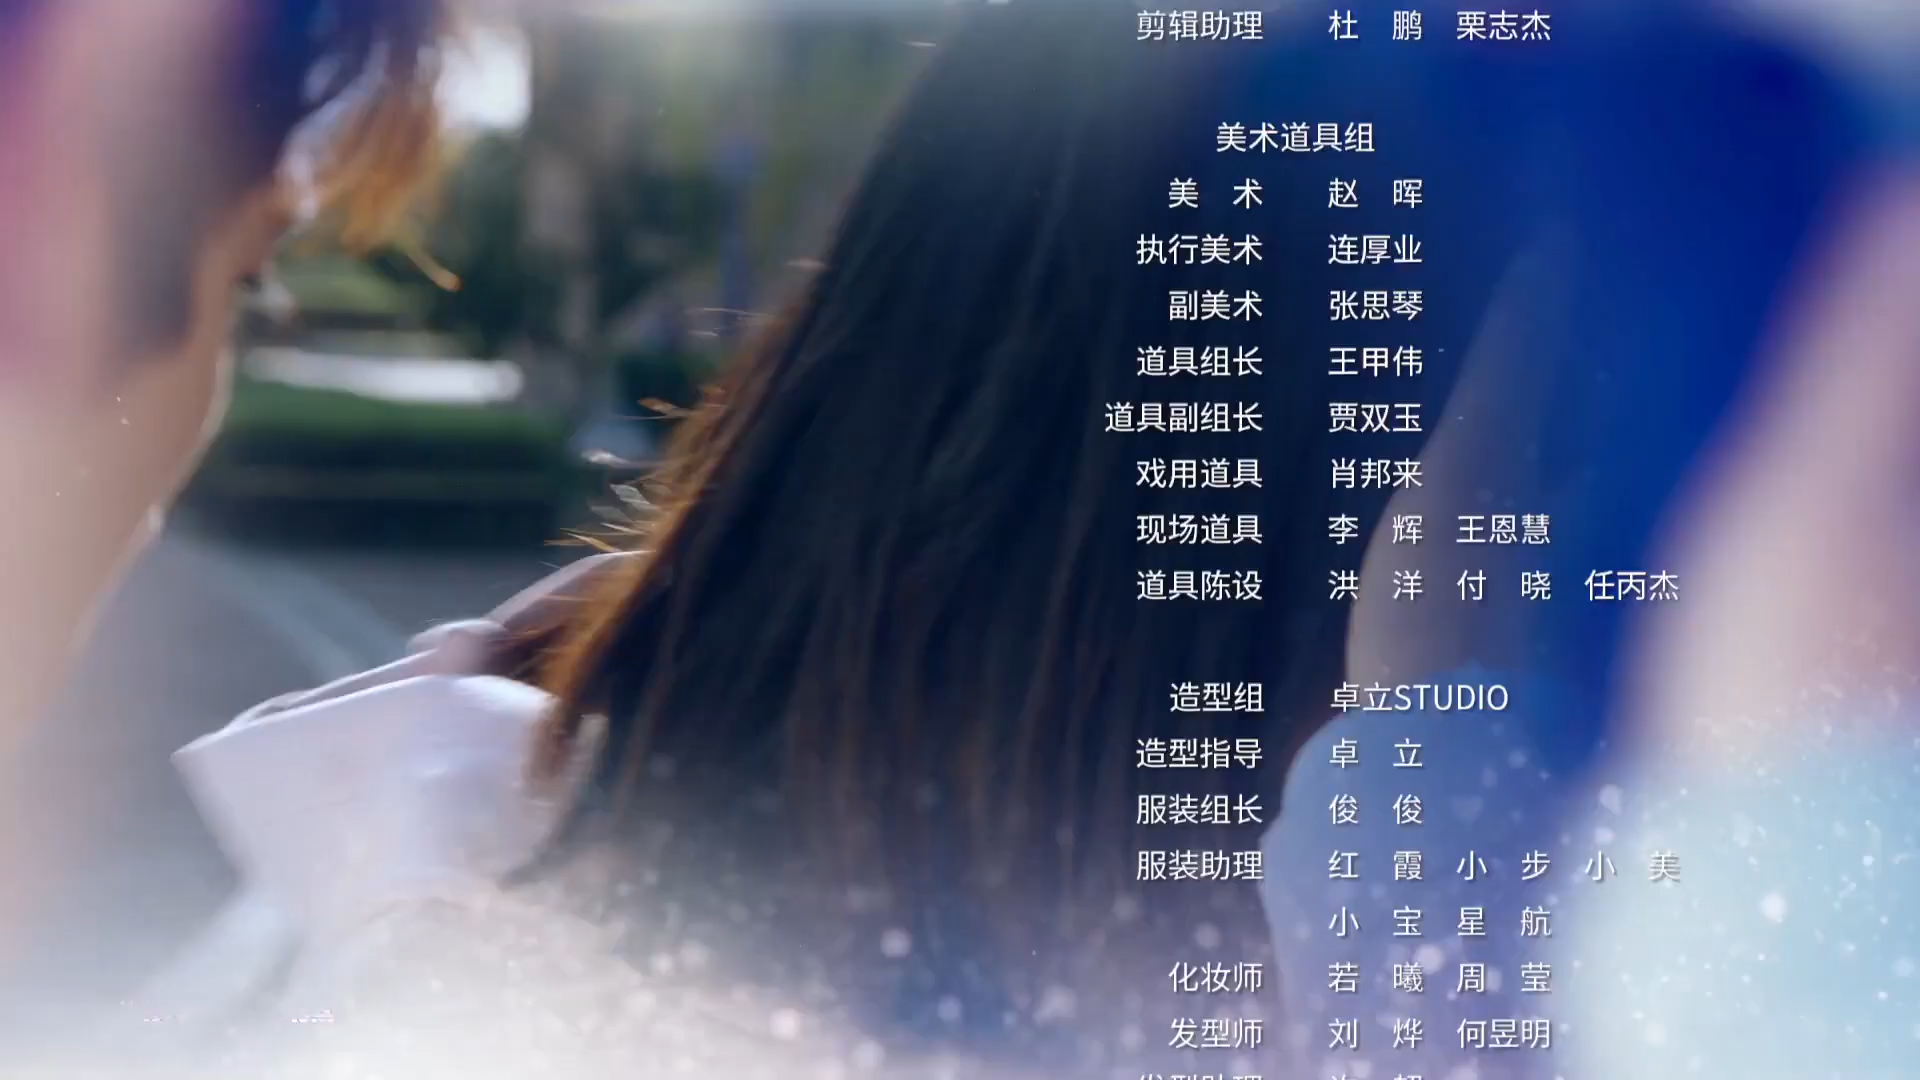 剪辑助理 杜 鹏 栗志杰
美术道具组
美 术 赵 晖
执行美术 连厚业
副美术 张思琴
道具组长 王甲伟
道具副组长 贾双玉
戏用道具 肖邦来
现场道具 李 辉 王恩慧
道具陈设 洪 洋 付 晓 任丙杰
造型组 卓立STUDIO
造型指导 卓 立
服装组长 俊 俊
服装助理 红 霞 小 步 小 美
小 宝 星 航
化妆师 若 曦 周 莹
发型师 刘 烨 何昱明